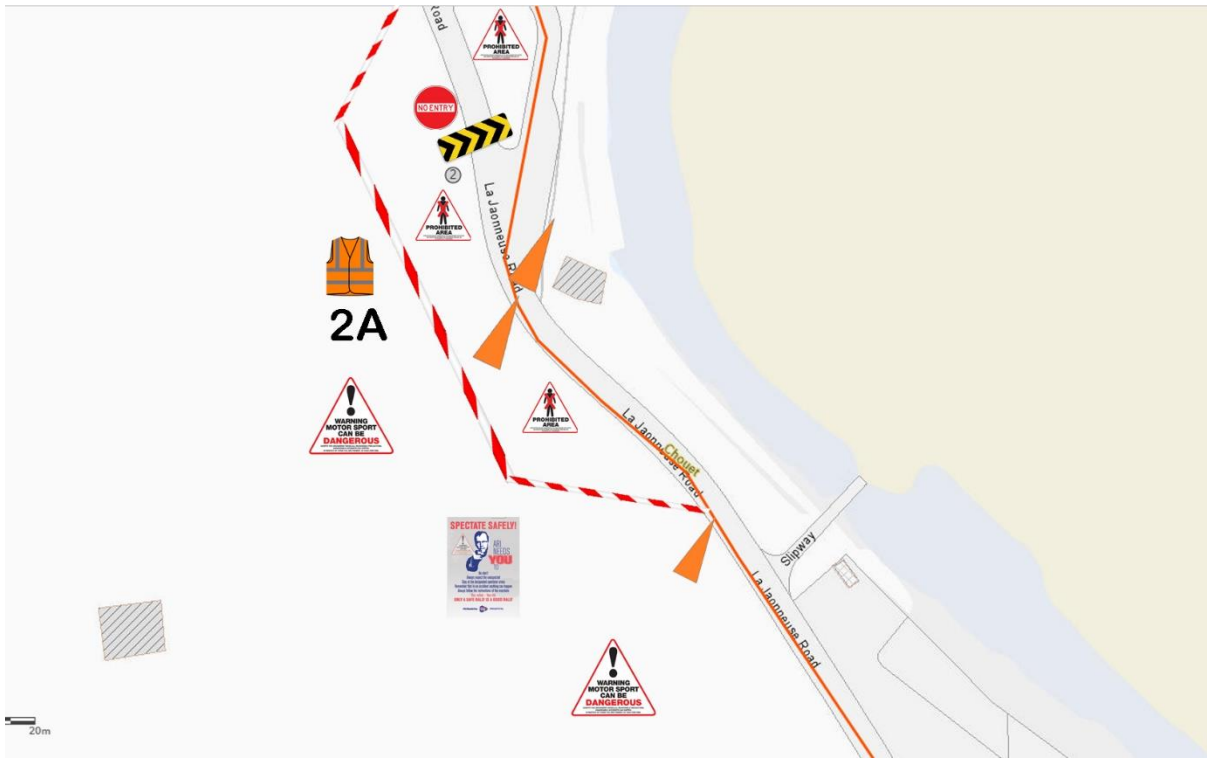 Road
PROHIBITED
AREA
NO ENTRY
2
PROHIBITED
AREA
La Jaonneuse Road
2A
WARNING
MOTOR SPORT
CAN BE
DANGEROUS
PROHIBITED
AREA
La Jaonneuse Road
Chouet
SPECTATE SAFELY!
NEEDS
YOU
Slipway
La Jaonneuse Road
WARNING
MOTOR SPORT
CAN BE
DANGEROUS
20m